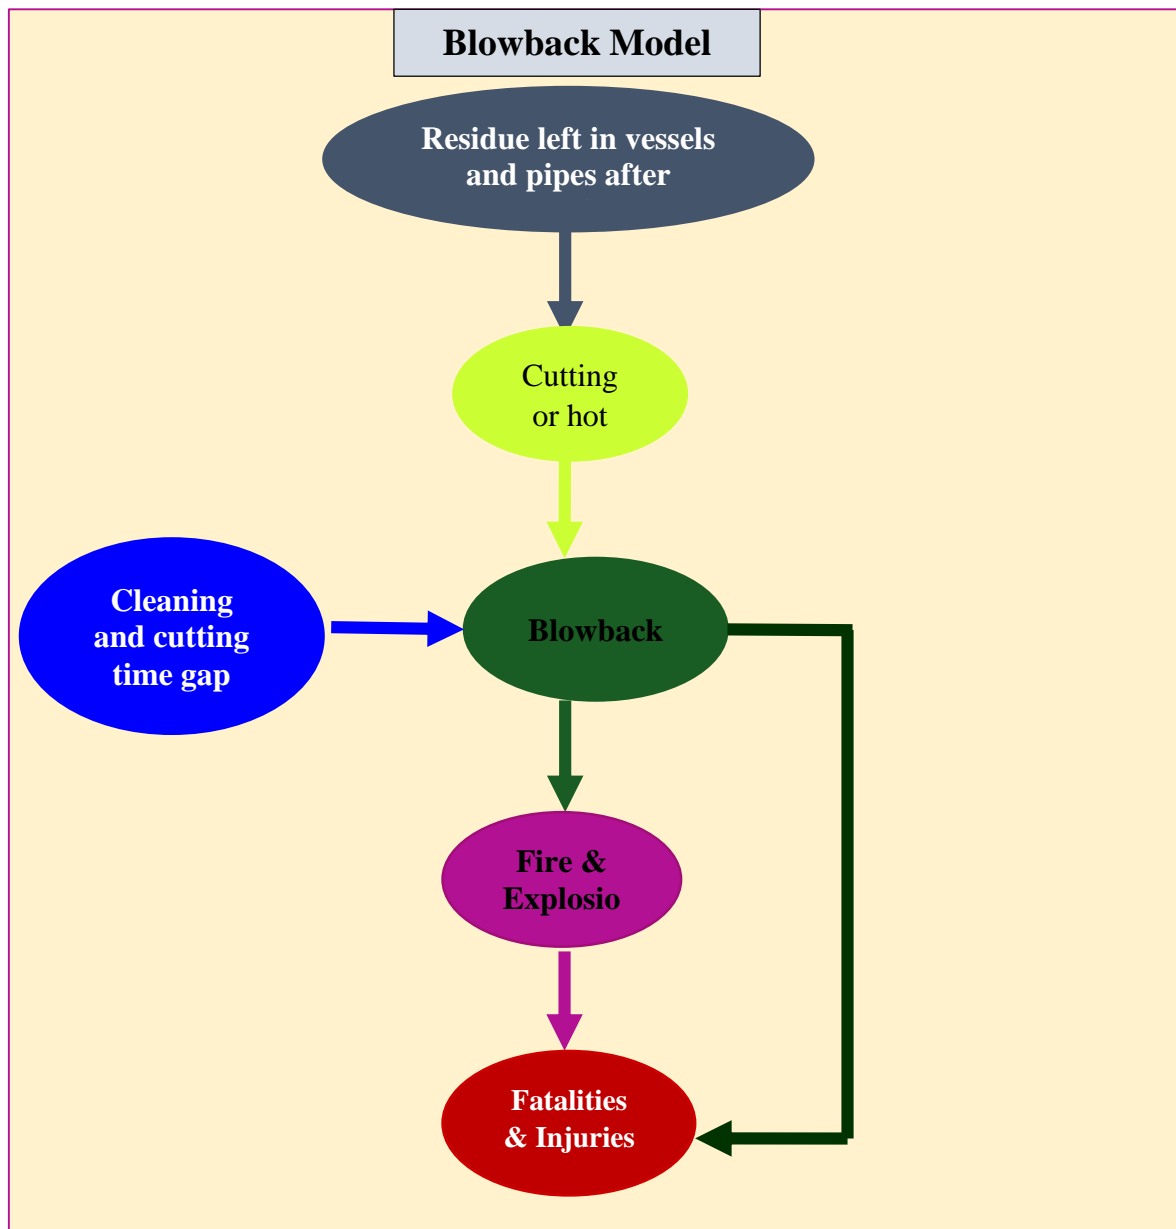 Blowback Model
Residue left in vessels
and pipes after
Cutting
or hot
Cleaning
and cutting
time gap
Blowback
Fire &
Explosio
Fatalities
& Injuries